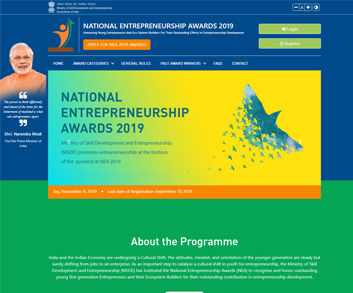 Ministry of Skill Development and Entrepreneurship
Government of India
NATIONAL ENTREPRENEURSHIP AWARDS 2019
Honouring Young Entrepreneurs and Eco System Builders For Their Outstanding Efforts in Entrepreneurship Development
APPLY FOR NEA 2019 AWARDS
Login
Register
HOME AWARD CATEGORIES GENERAL RULES PAST AWARD WINNERS FAQS CONTACT
NATIONAL
ENTREPRENEURSHIP
AWARDS 2019
Ministry of Skill Development and Entrepreneurship
(MSDE) promotes entrepreneurship at the bottom
of the pyramid at NEA 2019
The power to think differently
and ahead of the times for the
betterment of mankind is what
sets entrepreneurs apart.
Shri. Narendra Modi
Hon'ble Prime Minister of
India
day, November 9, 2019 • Last date of Registration September 10 2019
About the Programme
India and the Indian Economy are undergoing a Cultural Shift. The attitudes, mindset, and orientation of the younger generation are slowly but
surely shifting from jobs to an enterprise. As an important step to catalyse a cultural shift in youth for entrepreneurship, the Ministry of Skill
Development and Entrepreneurship (MSDE) has instituted the National Entrepreneurship Awards (NEA) to recognise and honor outstanding
young first generation Entrepreneurs and their Ecosystem Builders for their outstanding contribution in entrepreneurship development.